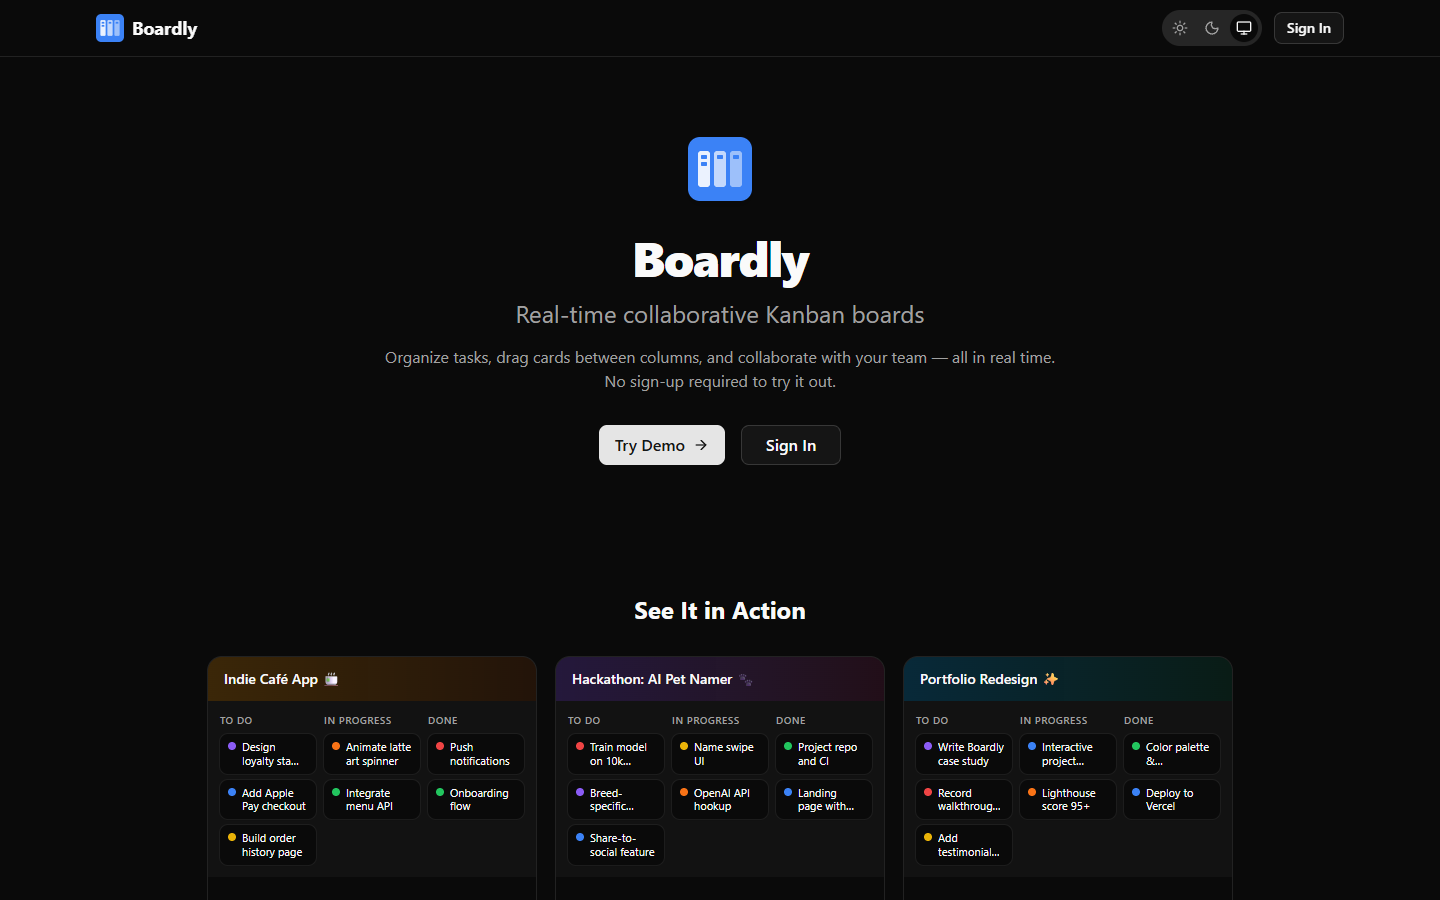 Boardly
Sign In
Boardly
Real-time collaborative Kanban boards
Organize tasks, drag cards between columns, and collaborate with your team — all in real time.
No sign-up required to try it out.
Try Demo →
Sign In
See It in Action
Indie Café App ☕
TO DO
Design
loyalty sta...
Add Apple
Pay checkout
Build order
history page
IN PROGRESS
Animate latte
art spinner
Integrate
menu API
DONE
Push
notifications
Onboarding
flow
Hackathon: AI Pet Namer 🐾
TO DO
Train model
on 10k...
Breed-
specific...
Share-to-
social feature
IN PROGRESS
Name swipe
UI
OpenAI API
hookup
DONE
Project repo
and CI
Landing
page with...
Portfolio Redesign ✨
TO DO
Write Boardly
case study
Record
walkthroug...
Add
testimonial...
IN PROGRESS
Interactive
project...
Lighthouse
score 95+
DONE
Color palette
&...
Deploy to
Vercel